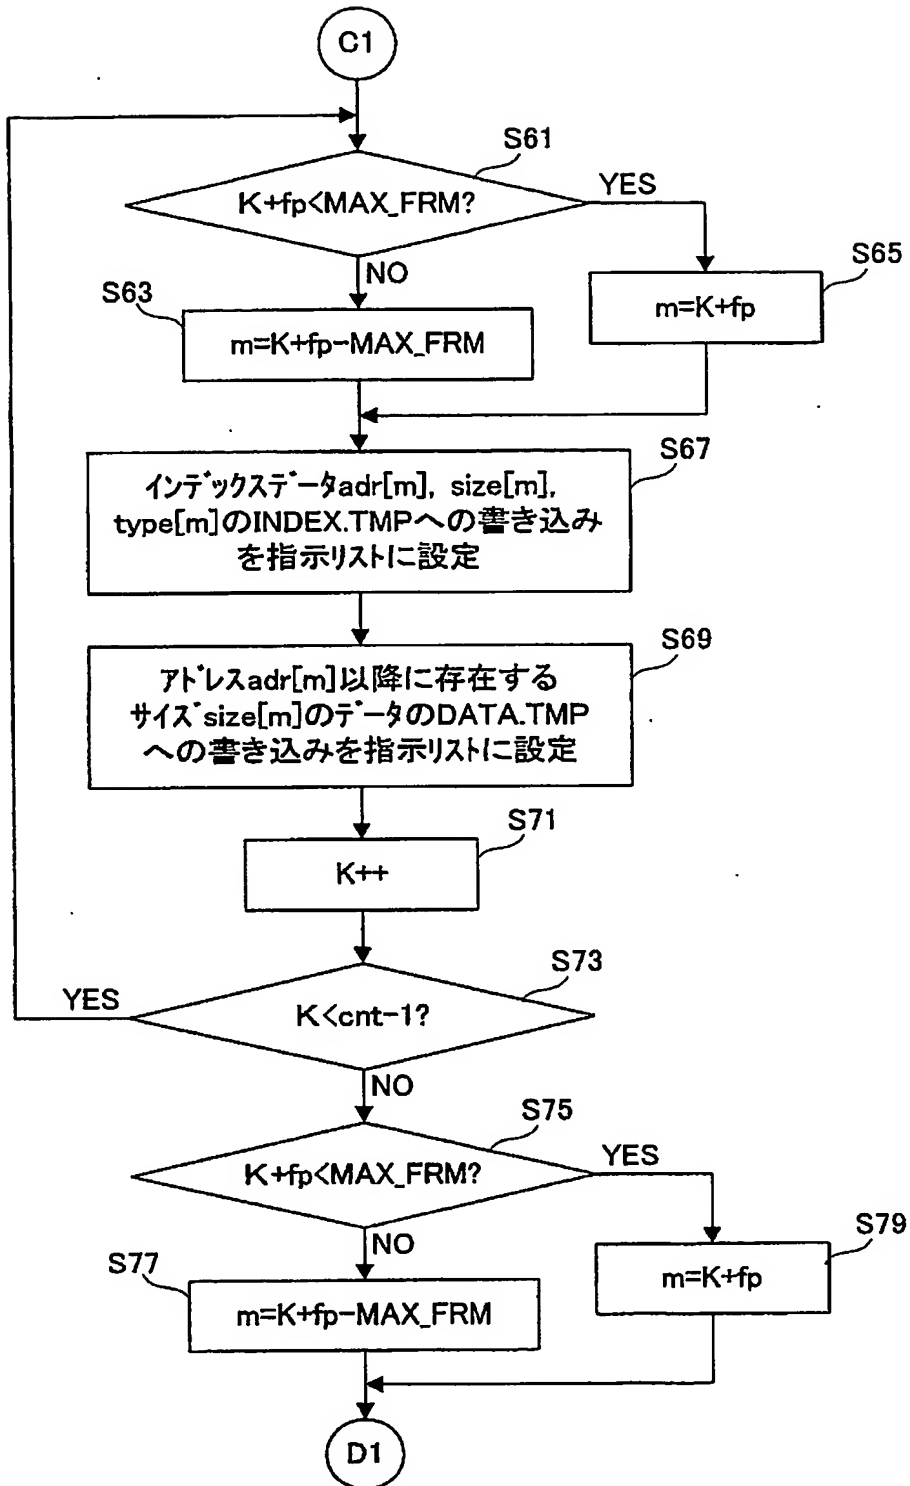 C1
S61
K+fp<MAX_FRM?
YES
NO
S65
m=K+fp
S63
m=K+fp-MAX_FRM
S67
インデックスデータadr[m], size[m],
type[m]のINDEX.TMPへの書き込み
を指示リストに設定
S69
アドレスadr[m]以降に存在する
サイズsize[m]のデータのDATA.TMP
への書き込みを指示リストに設定
S71
K++
S73
YES
K<cnt-1?
NO
S75
K+fp<MAX_FRM?
YES
NO
S79
m=K+fp
S77
m=K+fp-MAX_FRM
D1